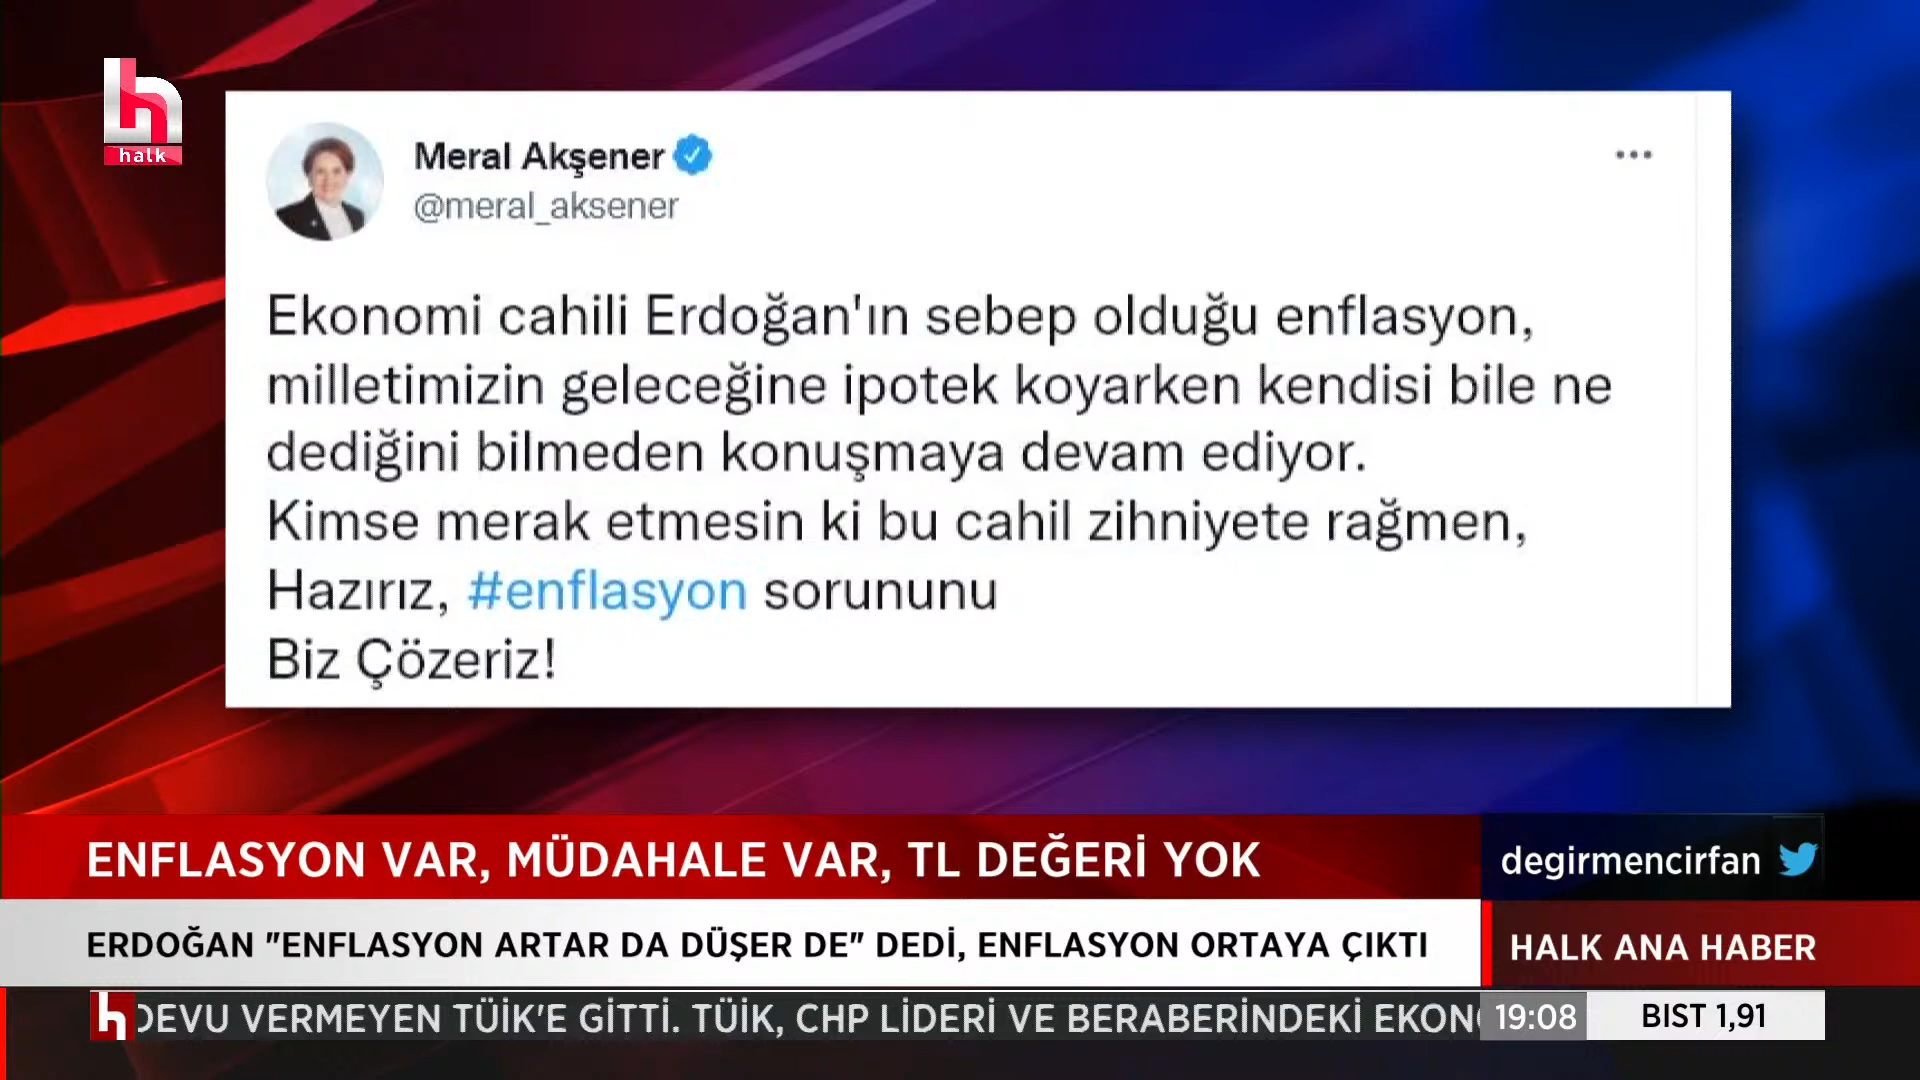 halk
Meral Akşener
@meral_aksener
Ekonomi cahili Erdoğan'ın sebep olduğu enflasyon,
milletimizin geleceğine ipotek koyarken kendisi bile ne
dediğini bilmeden konuşmaya devam ediyor.
Kimse merak etmesin ki bu cahil zihniyete rağmen,
Hazırız, #enflasyon sorununu
Biz Çözeriz!
ENFLASYON VAR, MÜDAHALE VAR, TL DEĞERİ YOK
degirmencirfan
ERDOĞAN "ENFLASYON ARTAR DA DÜŞER DE" DEDİ, ENFLASYON ORTAYA ÇIKTI
HALK ANA HABER
DEVU VERMEYEN TÜİK'E GİTTİ. TÜİK, CHP LİDERİ VE BERABERİNDEKİ EKON
19:08
BIST 1,91